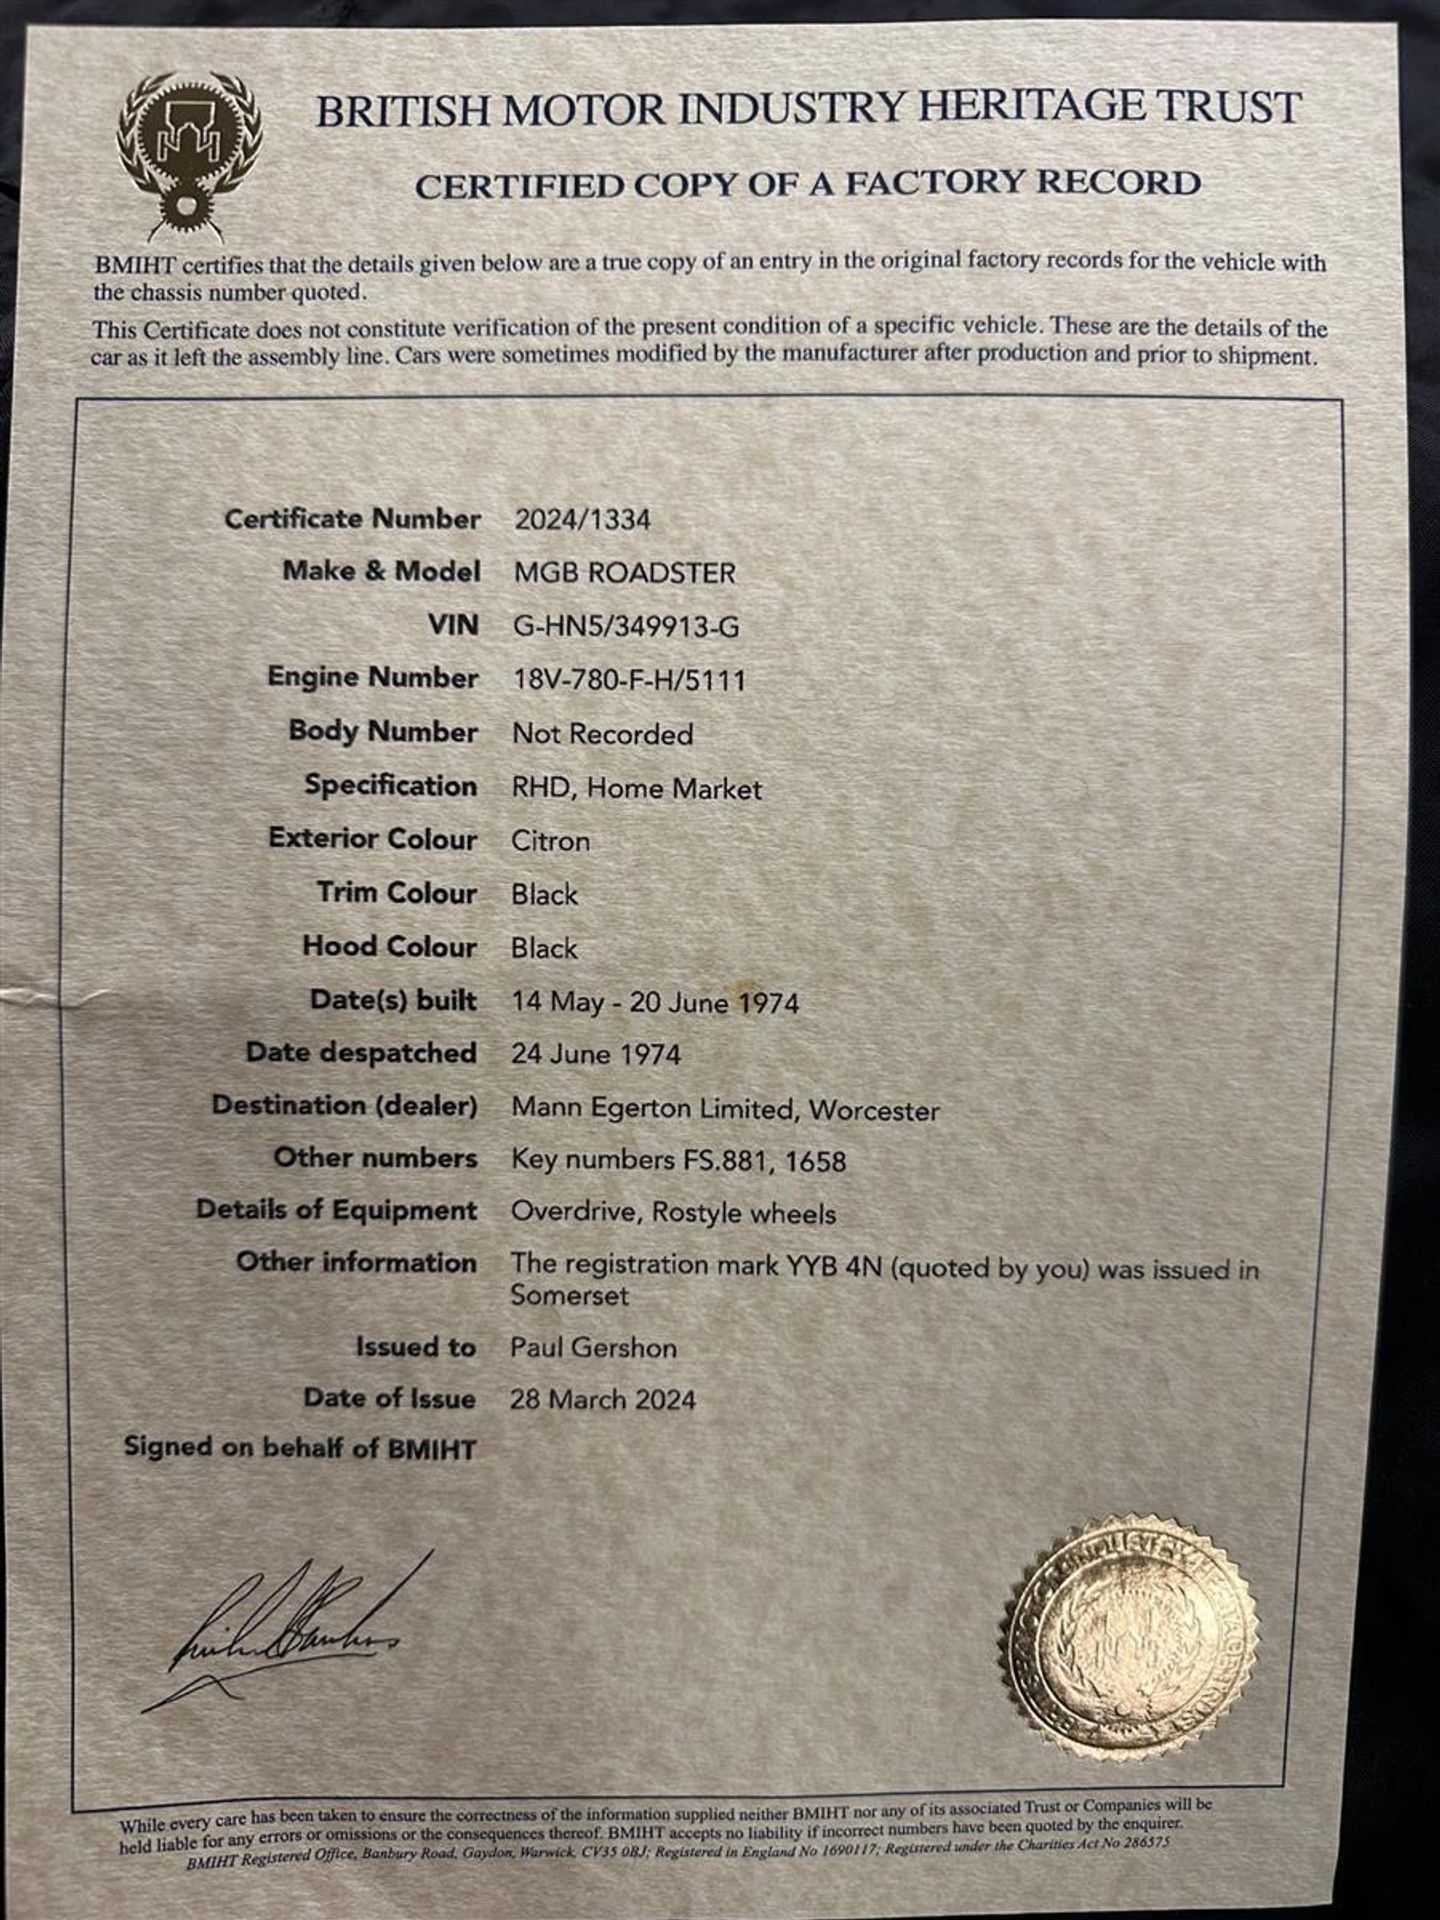 BRITISH MOTOR INDUSTRY HERITAGE TRUST
CERTIFIED COPY OF A FACTORY RECORD
BMIHT certifies that the details given below are a true copy of an entry in the original factory records for the vehicle with
the chassis number quoted.
This Certificate does not constitute verification of the present condition of a specific vehicle. These are the details of the
car as it left the assembly line. Cars were sometimes modified by the manufacturer after production and prior to shipment.
Certificate Number 2024/1334
Make & Model MGB ROADSTER
VIN G-HN5/349913-G
Engine Number 18V-780-F-H/5111
Body Number Not Recorded
Specification RHD, Home Market
Exterior Colour Citron
Trim Colour Black
Hood Colour Black
Date(s) built 14 May - 20 June 1974
Date despatched 24 June 1974
Destination (dealer) Mann Egerton Limited, Worcester
Other numbers Key numbers FS.881, 1658
Details of Equipment Overdrive, Rostyle wheels
Other information The registration mark YYB 4N (quoted by you) was issued in
Somerset
Issued to Paul Gershon
Date of Issue 28 March 2024
Signed on behalf of BMIHT
While every care has been taken to ensure the correctness of the information supplied neither BMIHT nor any of its associated Trust or Companies will be
held liable for any errors or omissions or the consequences thereof. BMIHT accepts no liability if incorrect numbers have been quoted by the enquirer.
BMIHT Registered Office, Banbury Road, Gaydon, Warwick, CV35 0BJ; Registered in England No 1690117; Registered under the Charities Act No 286575